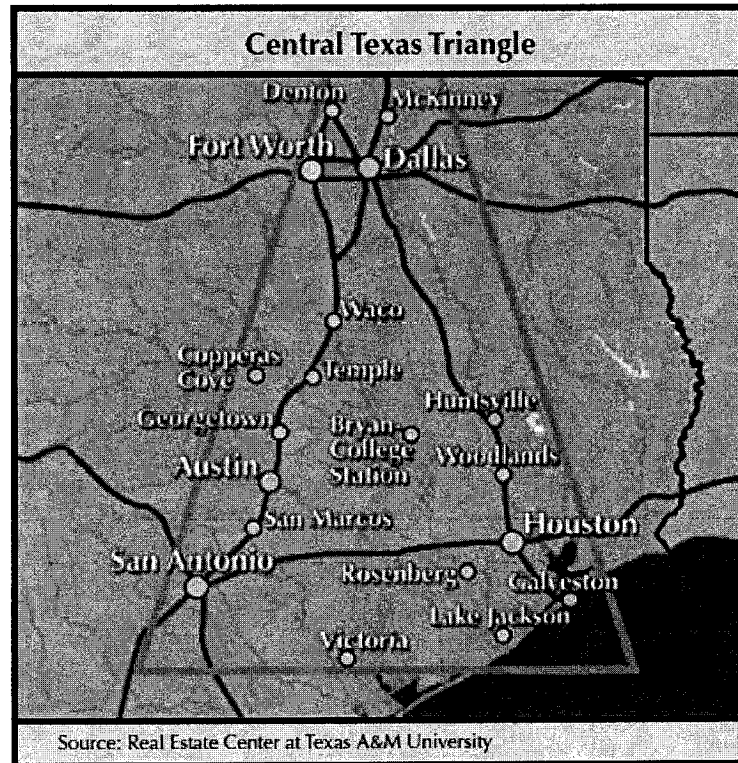 Central Texas Triangle
Denton
McKinney
Fort Worth
Dallas
Waco
Copperas
Cove
Temple
Huntsville
Georgetown
Bryan-
College
Station
Woodlands
Austin
San Marcos
Houston
San Antonio
Rosenberg
Galveston
Lake Jackson
Victoria
Source: Real Estate Center at Texas A&M University